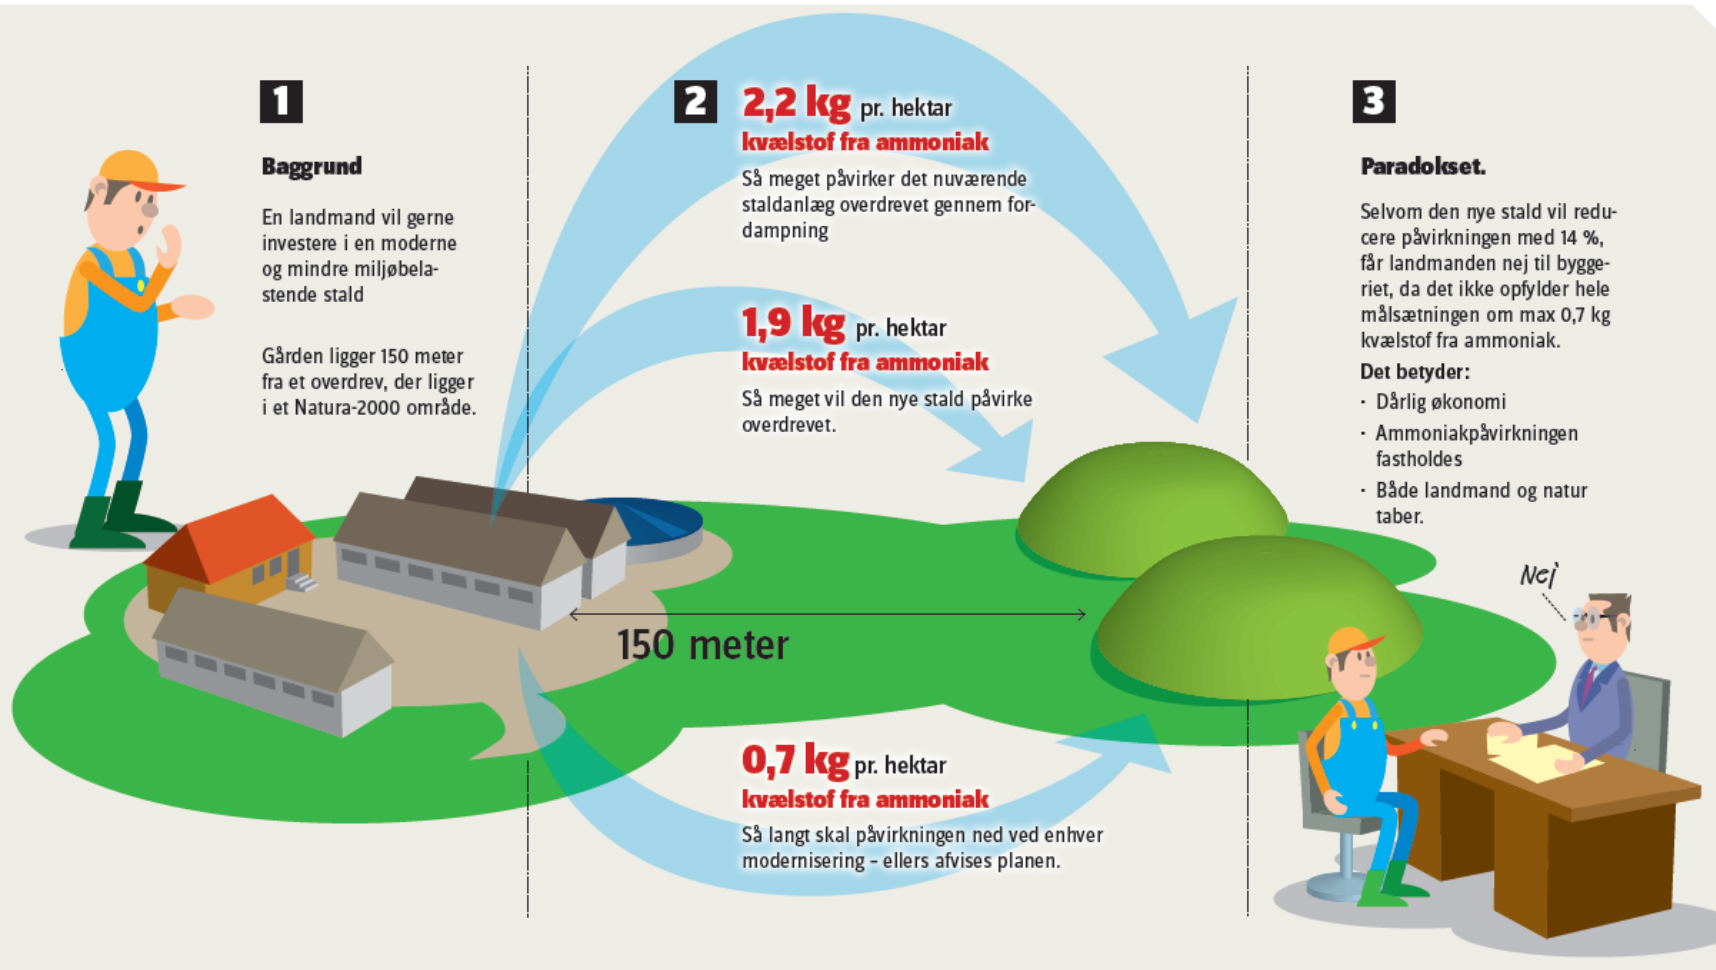 1
Baggrund
En landmand vil gerne
investere i en moderne
og mindre miljøbela-
stende stald
Gården ligger 150 meter
fra et overdrev, der ligger
i et Natura-2000 område.
2
2,2 kg pr. hektar
kvælstof fra ammoniak
Så meget påvirker det nuværende
staldanlæg overdrevet gennem for-
dampning
1,9 kg pr. hektar
kvælstof fra ammoniak
Så meget vil den nye stald påvirke
overdrevet.
150 meter
0,7 kg pr. hektar
kvælstof fra ammoniak
Så langt skal påvirkningen ned ved enhver
modernisering - ellers afvises planen.
3
Paradokset.
Selvom den nye stald vil redu-
cere påvirkningen med 14 %,
får landmanden nej til bygge-
riet, da det ikke opfylder hele
målsætningen om max 0,7 kg
kvælstof fra ammoniak.
Det betyder:
· Dårlig økonomi
· Ammoniakpåvirkningen
fastholdes
· Både landmand og natur
taber.
Nej